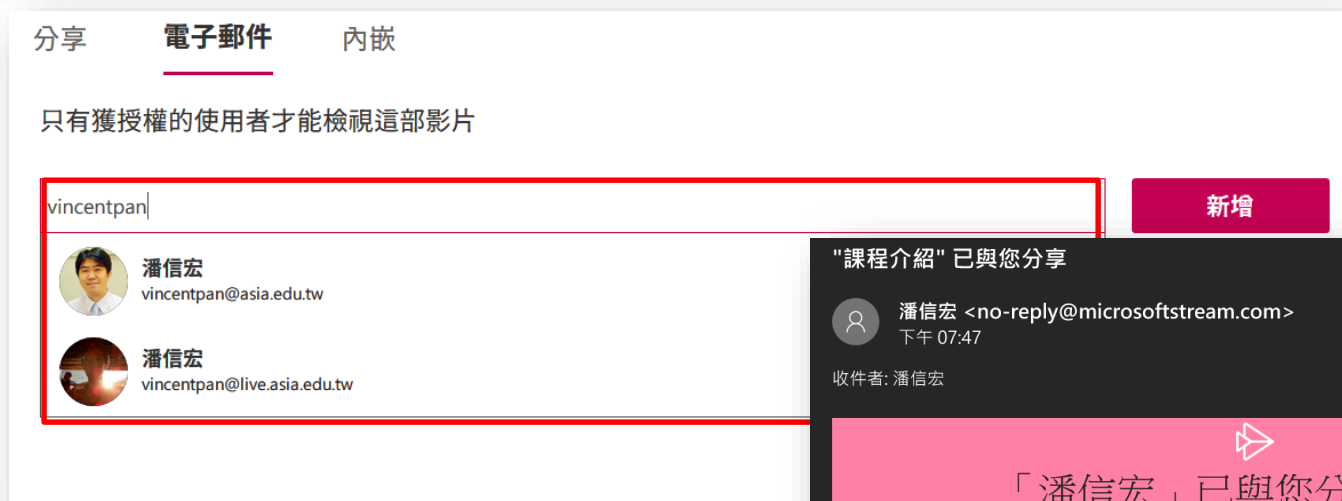 分享 電子郵件 內嵌
只有獲授權的使用者才能檢視這部影片
vincentpan
新增
潘信宏
vincentpan@asia.edu.tw
潘信宏
vincentpan@live.asia.edu.tw
"課程介紹" 已與您分享
潘信宏 <no-reply@microsoftstream.com>
下午 07:47
收件者: 潘信宏
「潘信宏」已與您分